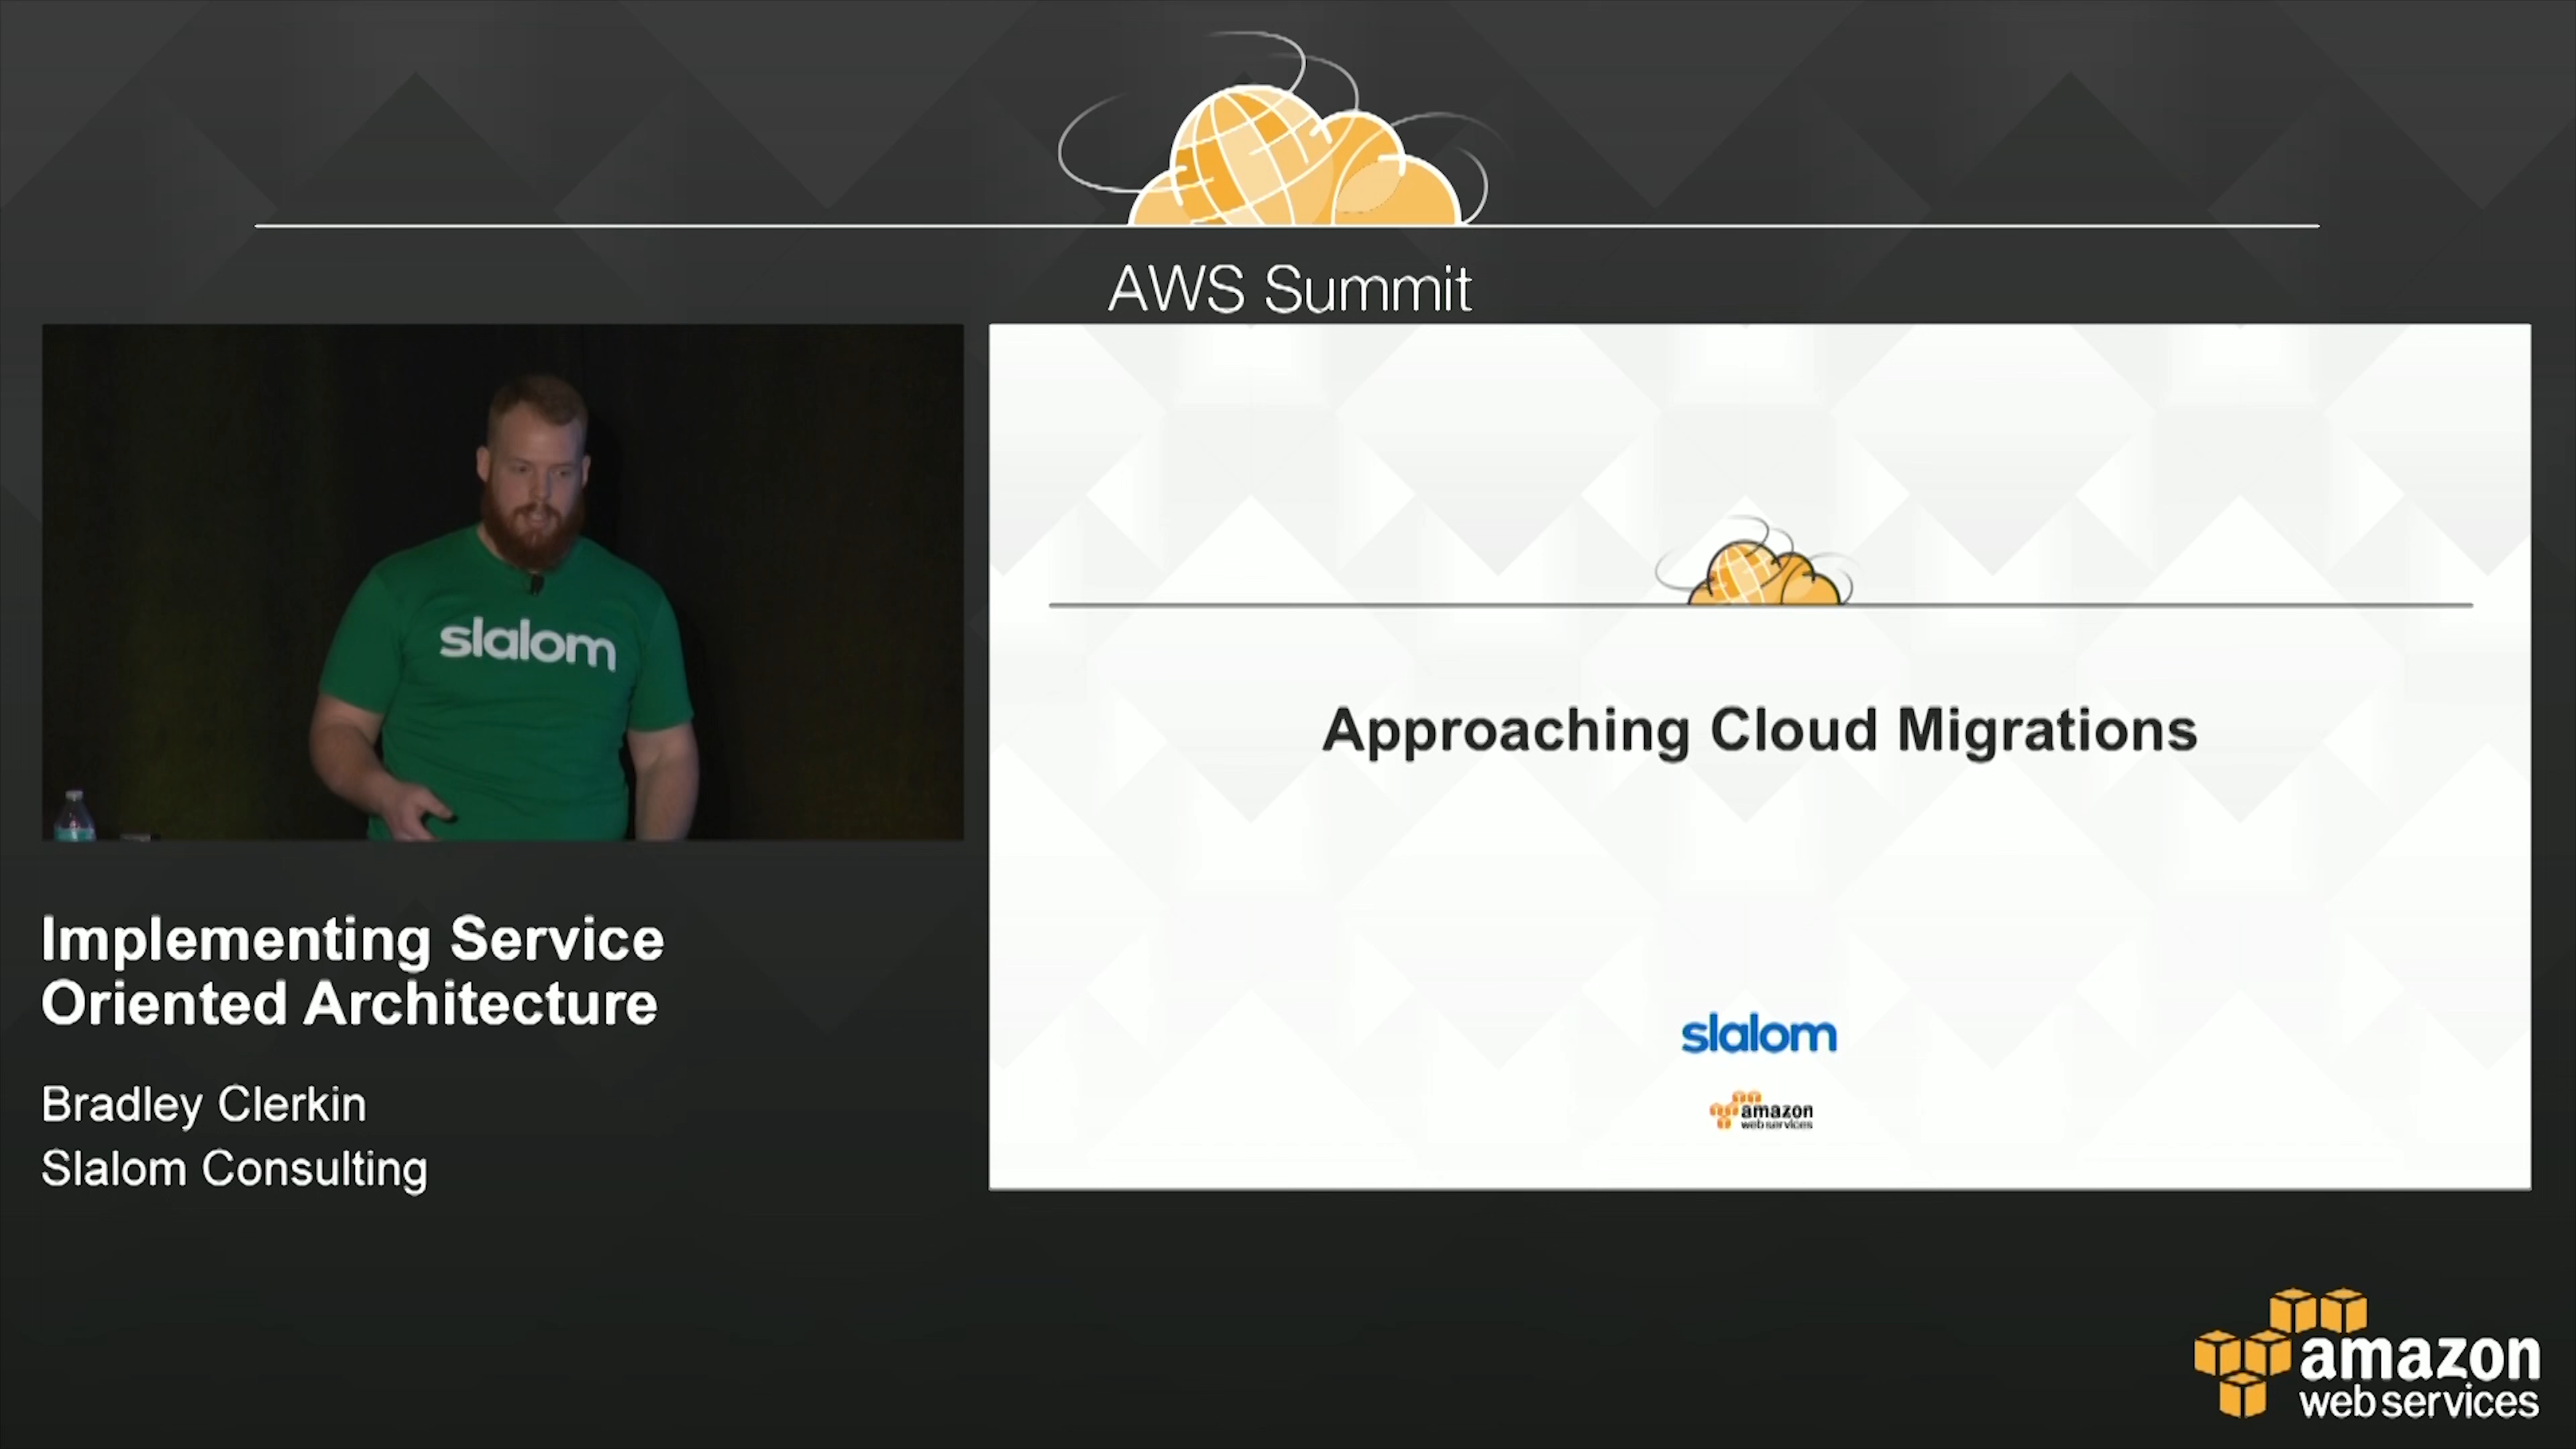 AWS Summit
slalom
Approaching Cloud Migrations
slalom
amazon
web services
Implementing Service
Oriented Architecture
Bradley Clerkin
Slalom Consulting
amazon
web services